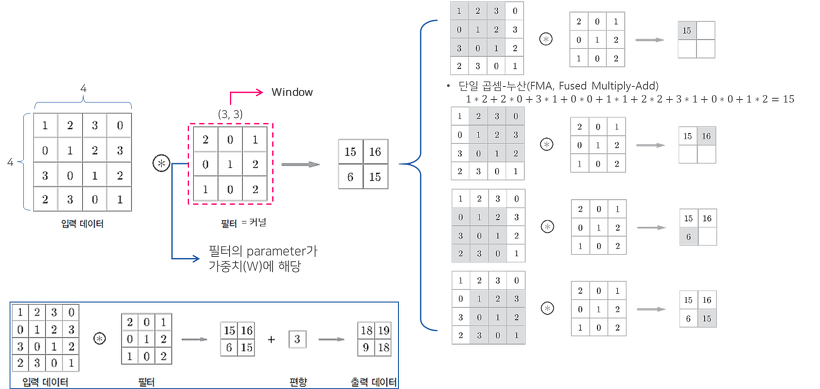 4
4
1 2 3 0
0 1 2 3
3 0 1 2
2 3 0 1
입력 데이터
Window
(3, 3)
2 0 1
0 1 2
1 0 2
필터 = 커널
필터의 parameter가
가중치(W)에 해당
15 16
6 15
1 2 3 0
0 1 2 3
3 0 1 2
2 3 0 1
2 0 1
0 1 2
1 0 2
15
• 단일 곱셈-누산(FMA, Fused Multiply-Add)
1 * 2 + 2 * 0 + 3 * 1 + 0 * 0 + 1 * 1 + 2 * 2 + 3 * 1 + 0 * 0 + 1 * 2 = 15
1 2 3 0
0 1 2 3
3 0 1 2
2 3 0 1
2 0 1
0 1 2
1 0 2
15 16
1 2 3 0
0 1 2 3
3 0 1 2
2 3 0 1
2 0 1
0 1 2
1 0 2
15 16
6
1 2 3 0
0 1 2 3
3 0 1 2
2 3 0 1
2 0 1
0 1 2
1 0 2
15 16
6 15
1 2 3 0
0 1 2 3
3 0 1 2
2 3 0 1
입력 데이터
2 0 1
0 1 2
1 0 2
필터
15 16
6 15
+
3
편향
18 19
9 18
출력 데이터